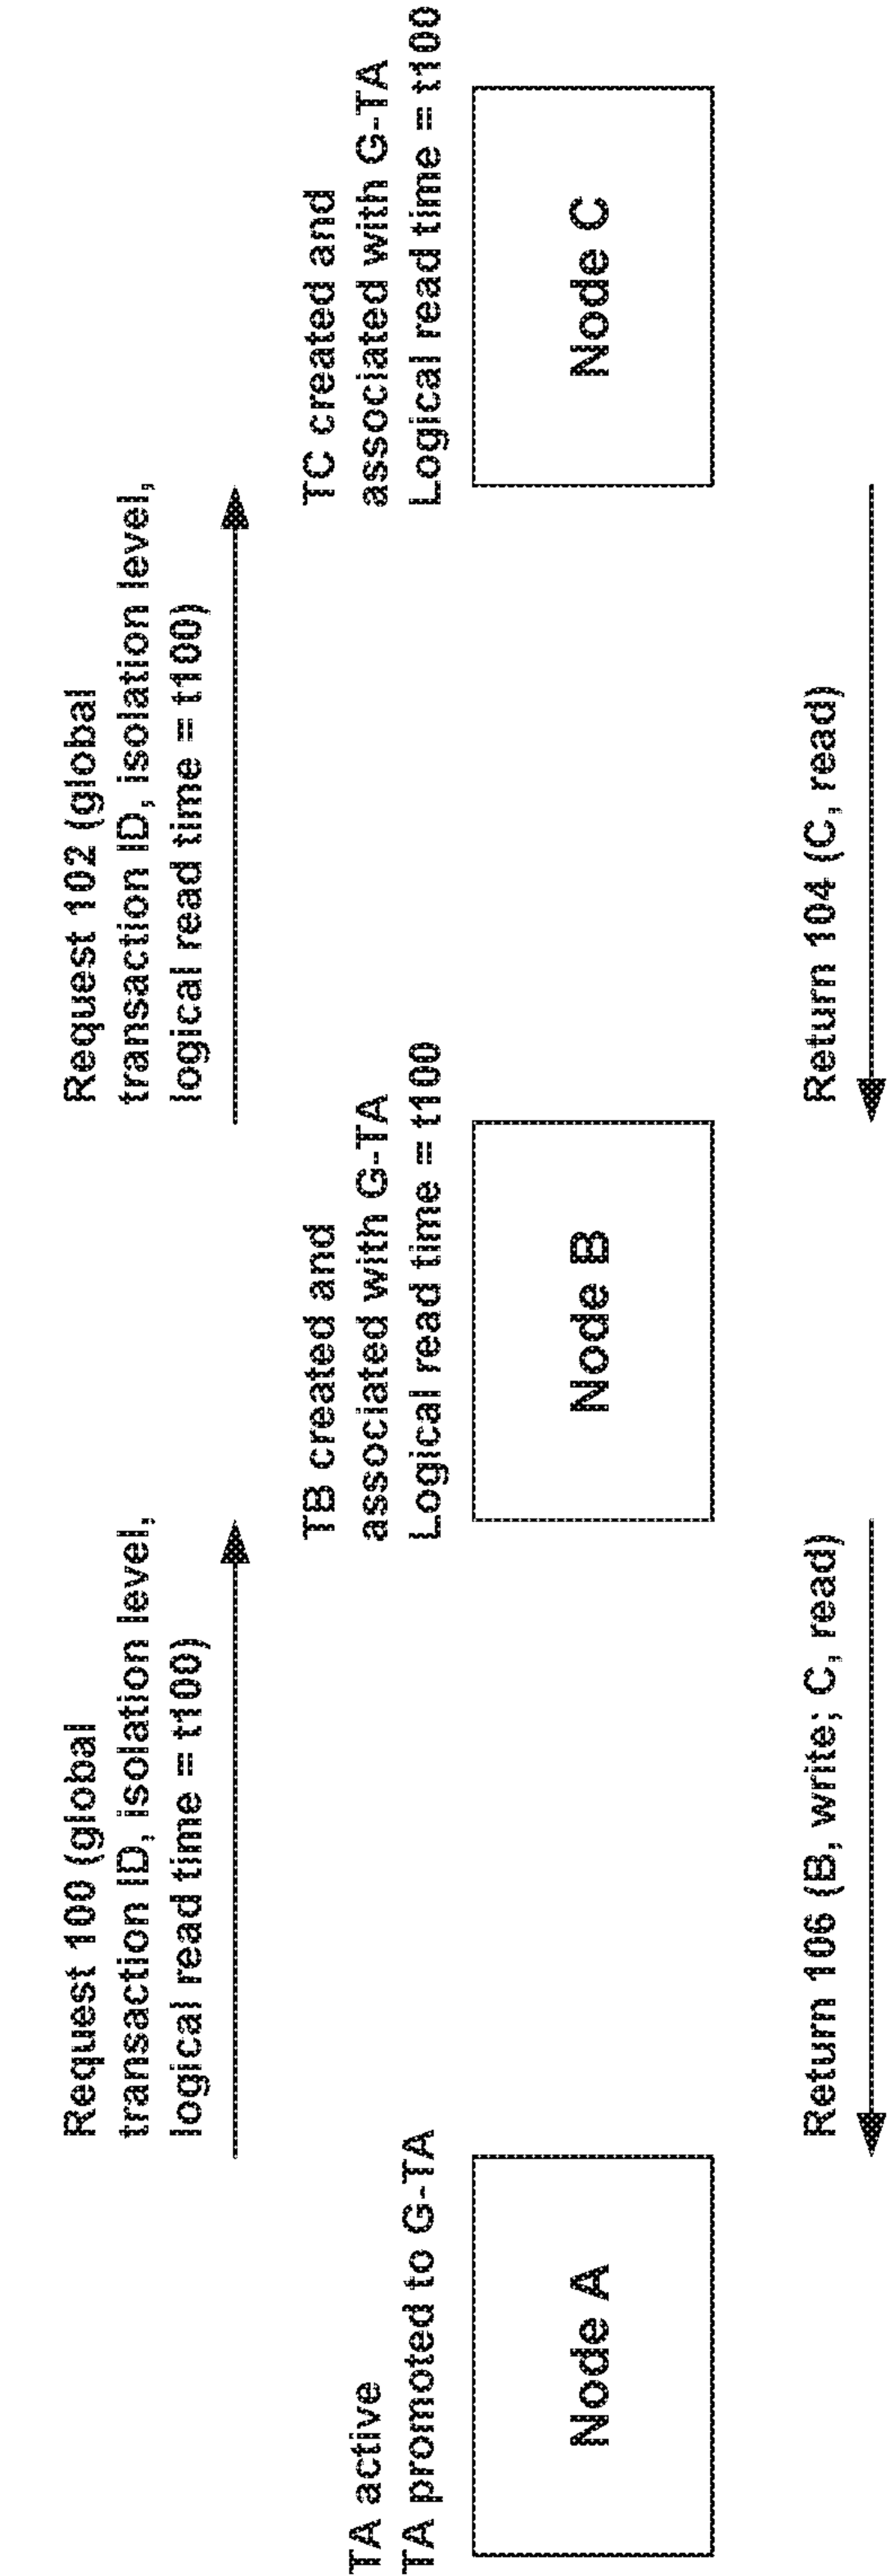 Request 100 (global
transaction ID, isolation level,
logical read time = t100)
Request 102 (global
transaction ID, isolation level,
logical read time = t100)
TA active
TA promoted to G-TA
TB created and
associated with G-TA
Logical read time = t100
TC created and
associated with G-TA
Logical read time = t100
Node A
Node B
Node C
Return 106 (B, write; C, read)
Return 104 (C, read)